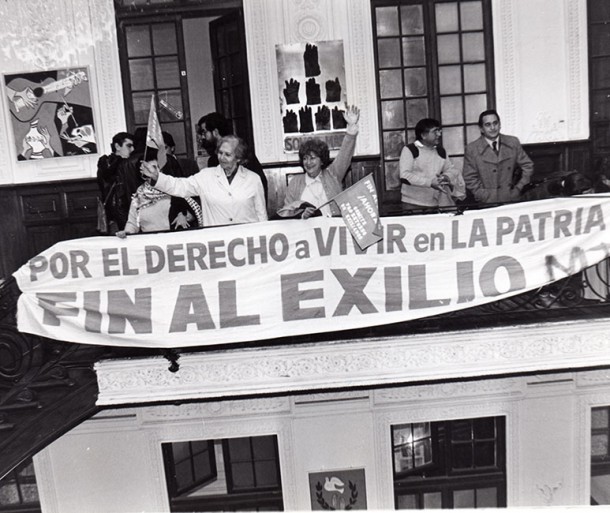 POR EL DERECHO a VIVIR en LA PATRIA
FIN AL EXILIO